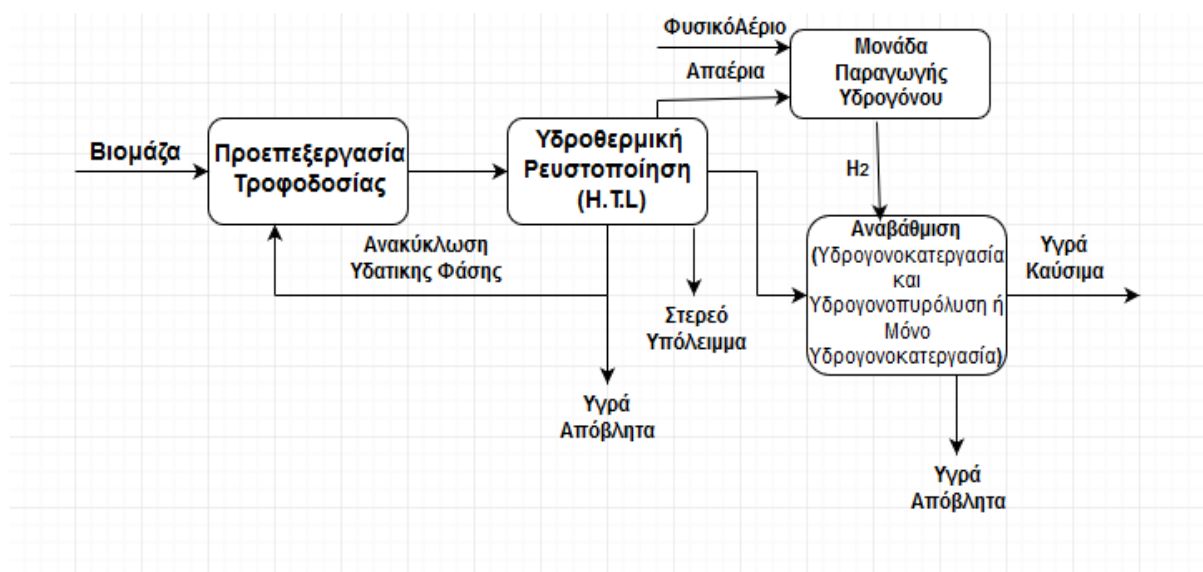 ΦυσικόΑέριο
Απαέρια
Μονάδα
Παραγωγής
Υδρογόνου
Βιομάζα
Προεπεξεργασία
Τροφοδοσίας
Υδροθερμική
Ρευστοποίηση
(H.T.L)
H2
Ανακύκλωση
Υδατικης Φάσης
Στερεό
Υπόλειμμα
Υγρά
Απόβλητα
Αναβάθμιση
(Υδρογονοκατεργασία
και
Υδρογονοπυρόλυση ή
Μόνο
Υδρογονοκατεργασία)
Υγρά
Καύσιμα
Υγρά
Απόβλητα